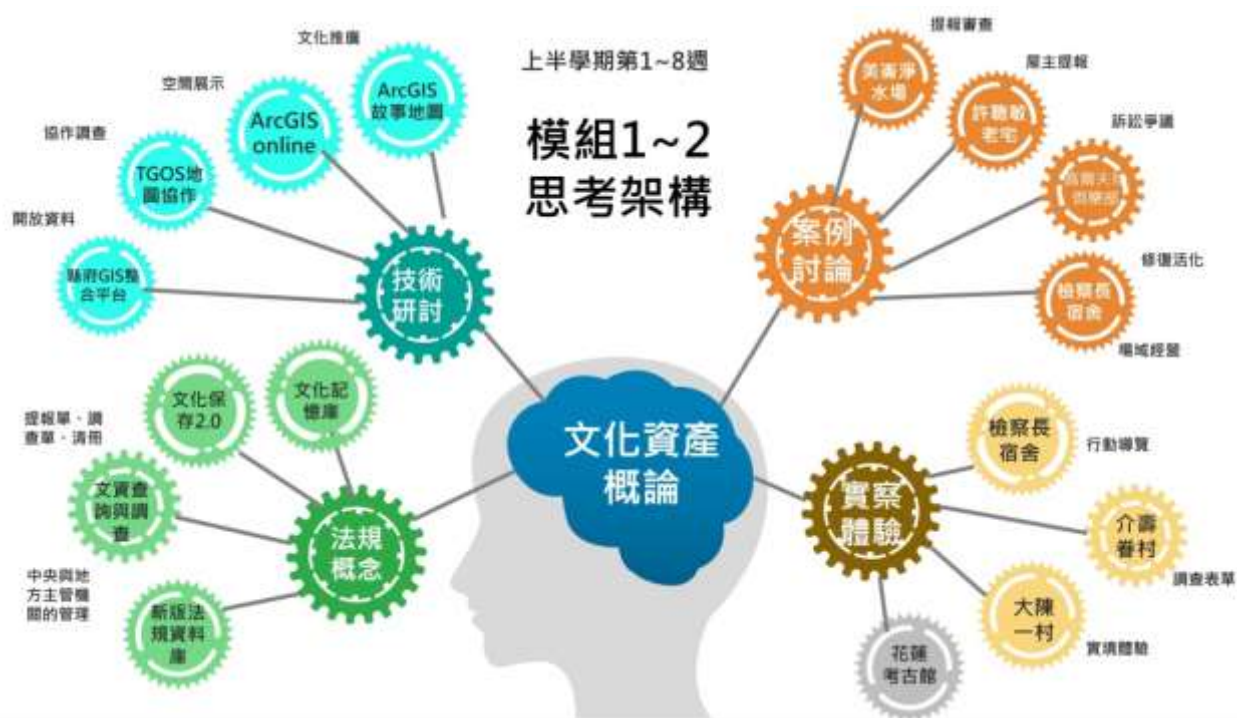 上半學期第1~8週
模組1~2
思考架構
文化資產
概論
技術
研討
文化推廣
ArcGIS
故事地圖
空間展示
ArcGIS
online
協作調查
TGOS地
圖協作
開放資料
縣府GIS整
合平台
案例
討論
提報審查
美崙淨
水場
屋主提報
許聰敏
老宅
訴訟爭議
修復活化
檢察長
宿舍
場域經營
法規
概念
文化記
憶庫
文化保
存2.0
提報單、調
查單、清冊
文資查
詢與調
查
中央與地
方主管機
關的管理
新版法
規資料
庫
實察
體驗
檢察長
宿舍
行動導覽
介壽
眷村
調查表單
大陳
一村
實境體驗
花蓮
考古館